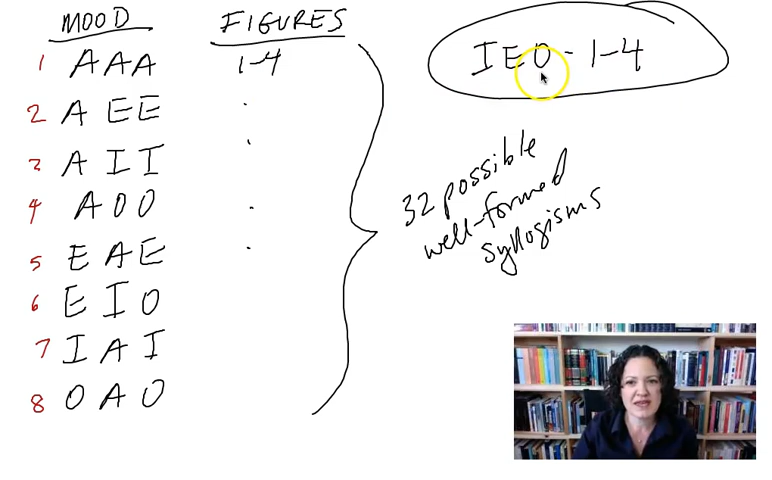 MOOD FIGURES
1 AAA 1-4
2 AEE
3 AII
4 AOO
5 EAE
6 EIO
7 IAI
8 OAO
IEO - 1-4
32 possible
well-formed
syllogisms